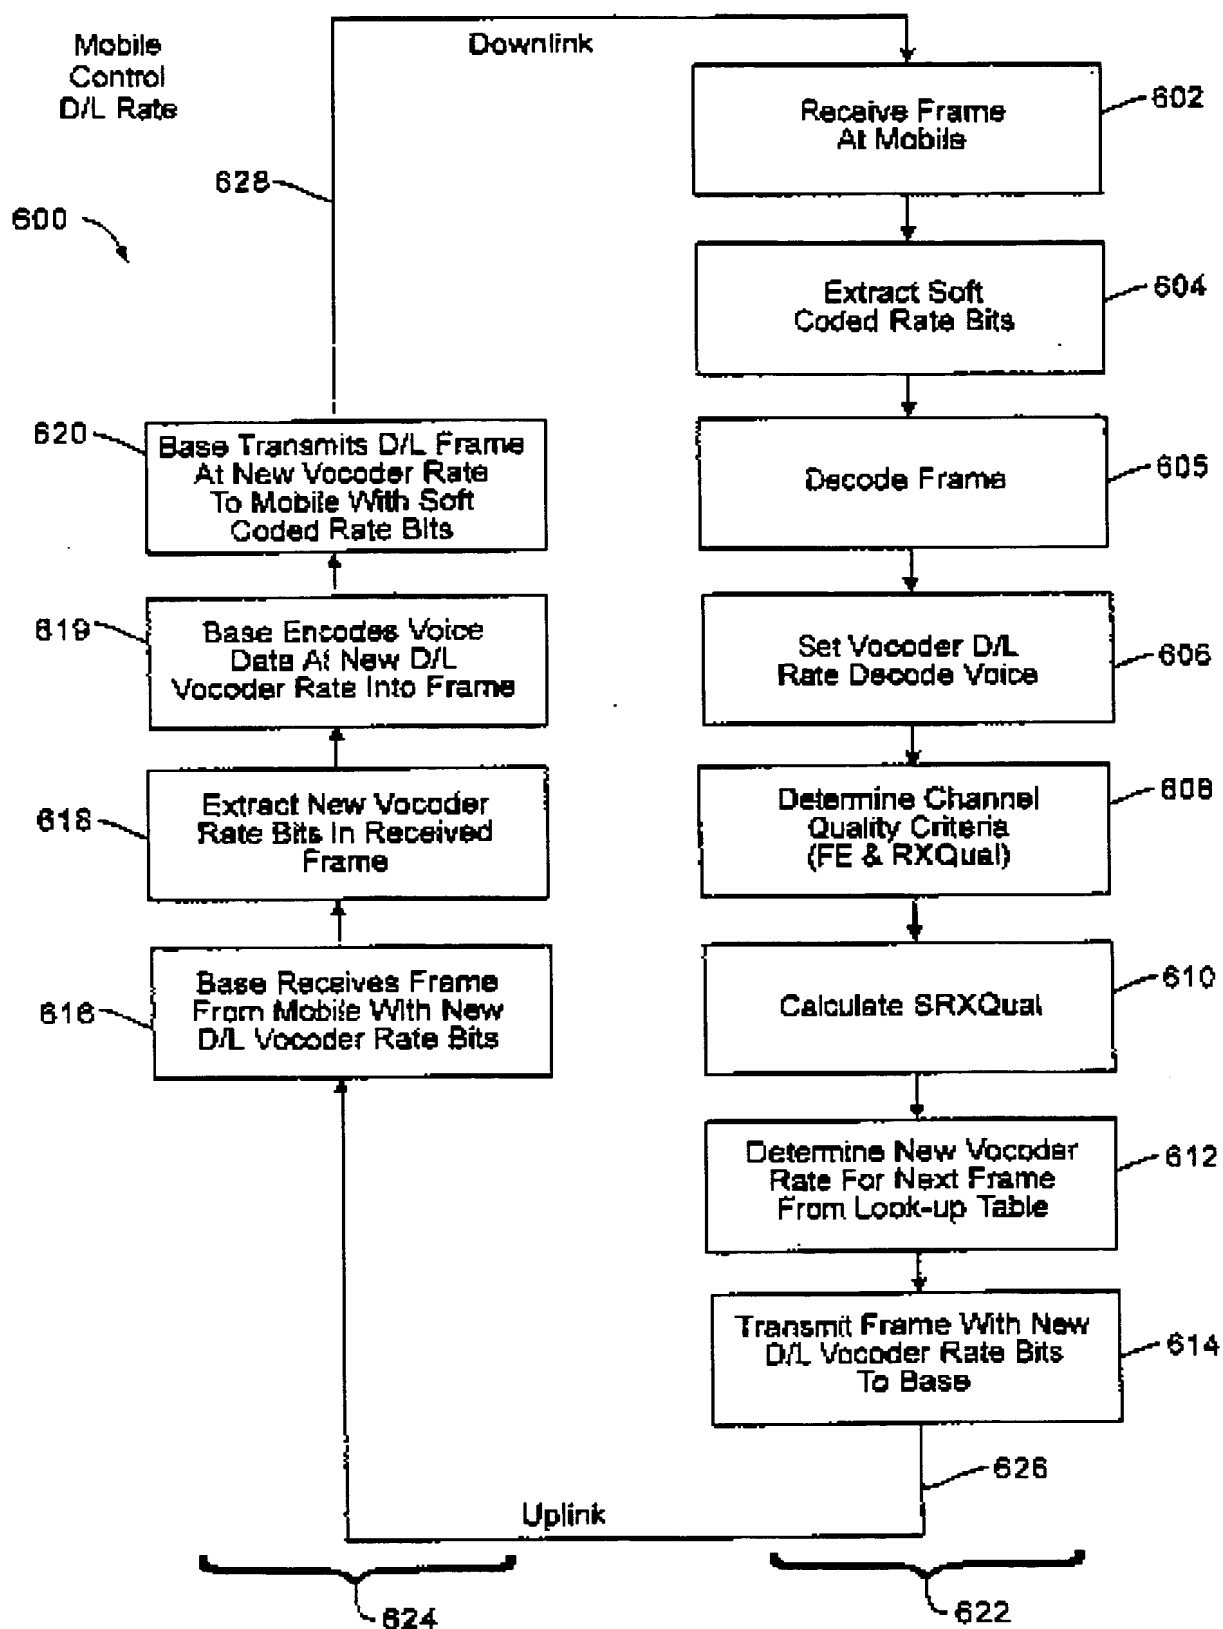 Mobile
Control
D/L Rate
Downlink
600
628
Receive Frame
At Mobile
602
Extract Soft
Coded Rate Bits
604
Decode Frame
605
Set Vocoder D/L
Rate Decode Voice
606
Determine Channel
Quality Criteria
(FE & RXQual)
608
Calculate SRXQual
610
Determine New Vocoder
Rate For Next Frame
From Look-up Table
612
Transmit Frame With New
D/L Vocoder Rate Bits
To Base
614
626
Uplink
620
Base Transmits D/L Frame
At New Vocoder Rate
To Mobile With Soft
Coded Rate Bits
619
Base Encodes Voice
Data At New D/L
Vocoder Rate Into Frame
618
Extract New Vocoder
Rate Bits In Received
Frame
616
Base Receives Frame
From Mobile With New
D/L Vocoder Rate Bits
624
622